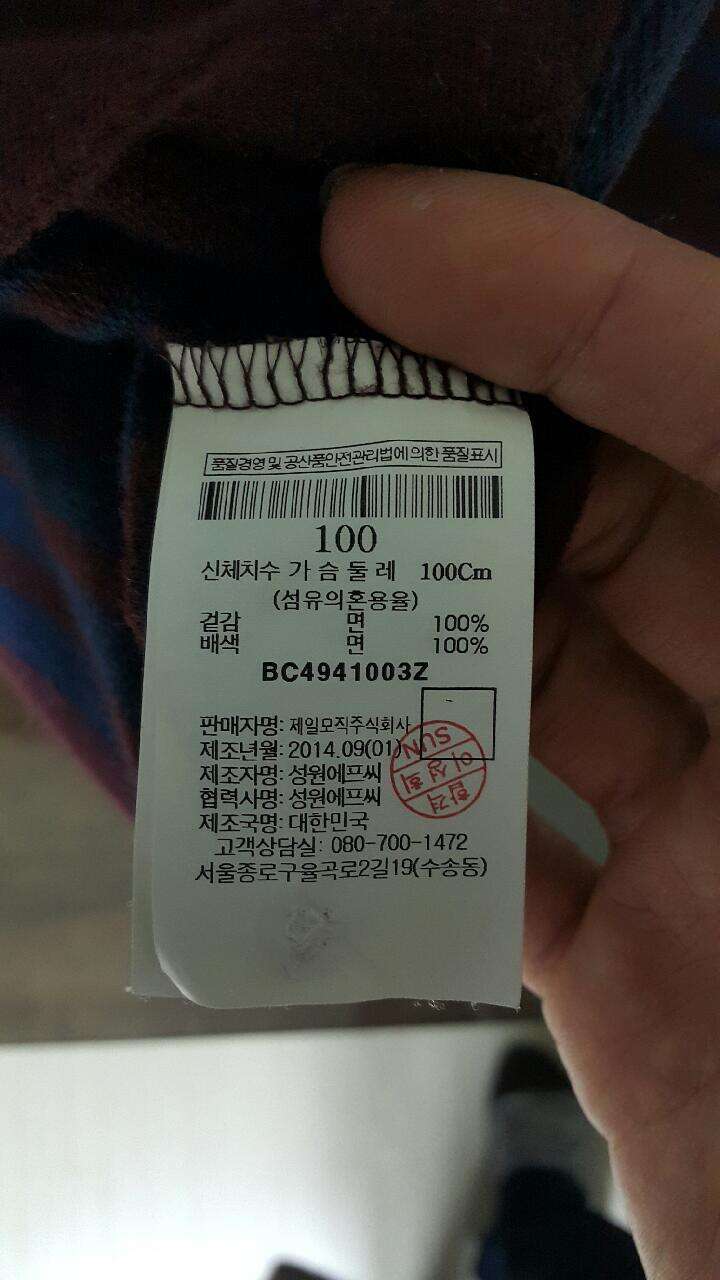 품질경영 및 공산품안전관리법에 의한 품질표시
100
신체치수 가 슴 둘 레 100Cm
(섬유의혼용율)
겉감 면 100%
배색 면 100%
BC4941003Z
판매자명: 제일모직주식회사
제조년월: 2014.09(01)
제조자명: 성원에프씨
협력사명: 성원에프씨
제조국명: 대한민국
고객상담실: 080-700-1472
서울종로구율곡로2길19(수송동)
SUN
이성희
합격